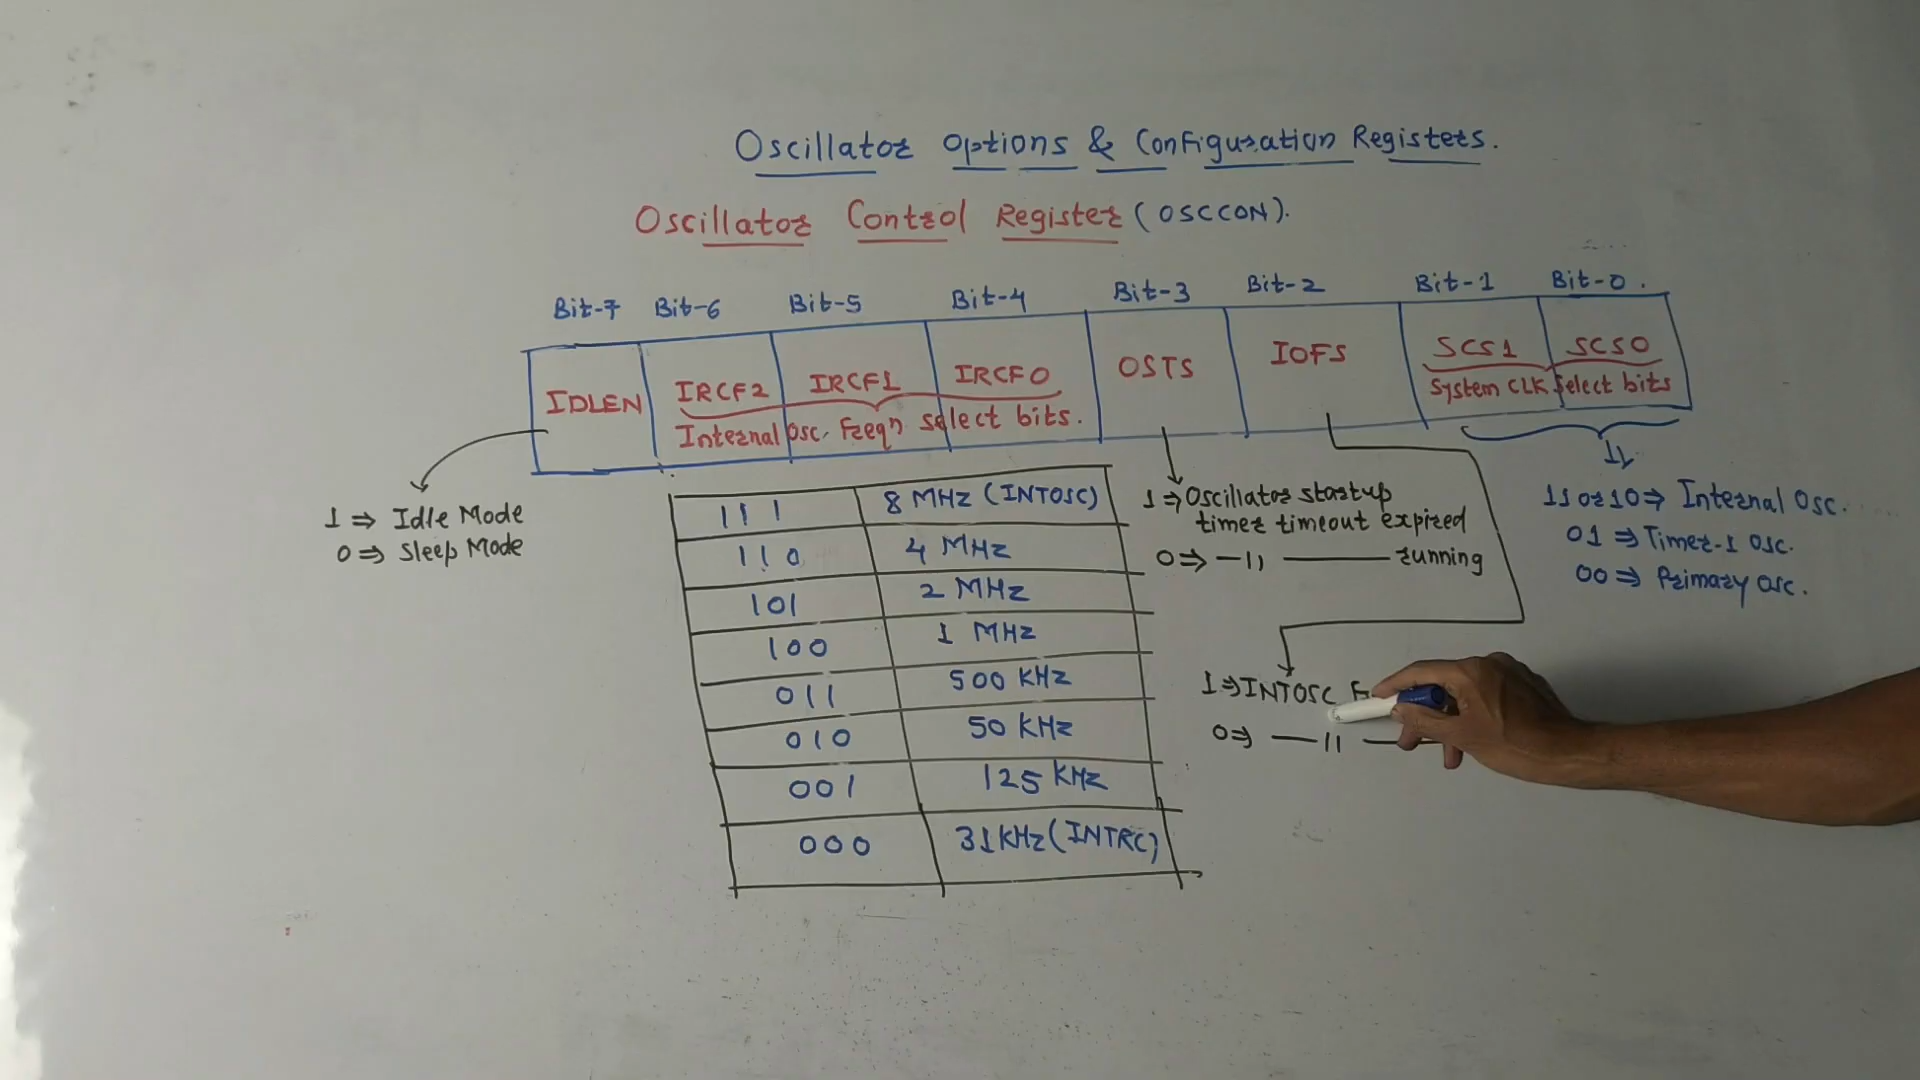 Oscillator Options & Configuration Registers.
Oscillator Control Register (OSCCON).
Bit-7 Bit-6 Bit-5 Bit-4 Bit-3 Bit-2 Bit-1 Bit-0.
IDLEN IRCF2 IRCF1 IRCF0 OSTS IOFS SCS1 SCS0
Internal Osc. Freqn select bits.
System CLK Select bits
1 ⇒ Idle Mode
0 ⇒ Sleep Mode
111 8 MHz (INTOSC)
110 4 MHz
101 2 MHz
100 1 MHz
011 500 KHz
010 50 KHz
001 125 KHz
000 31KHz (INTRC)
1 ⇒ Oscillator startup
timer timeout expired
0 ⇒ —〃— running
11 or 10 ⇒ Internal Osc.
01 ⇒ Timer-1 Osc.
00 ⇒ Primary Osc.
1 ⇒ INTOSC
0 ⇒ —〃—